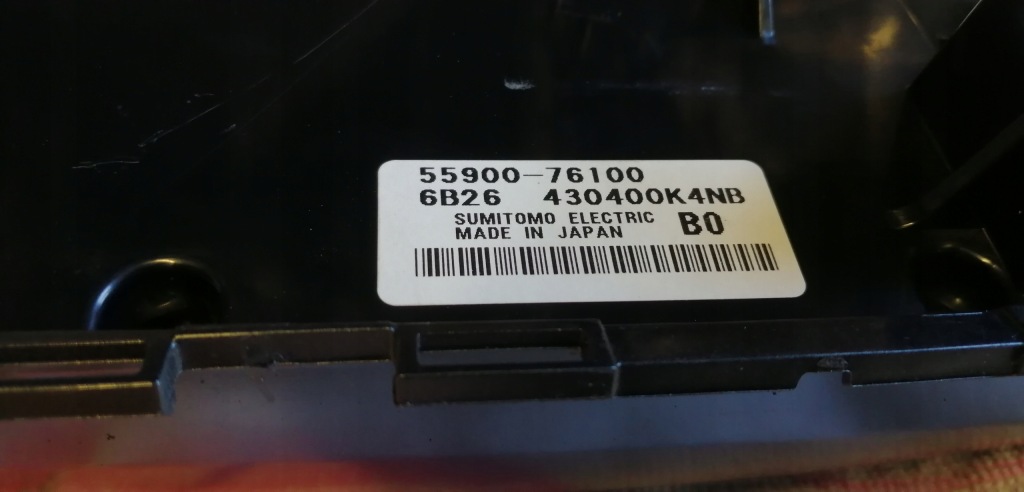 55900-76100
6B26 430400K4NB
SUMITOMO ELECTRIC B0
MADE IN JAPAN